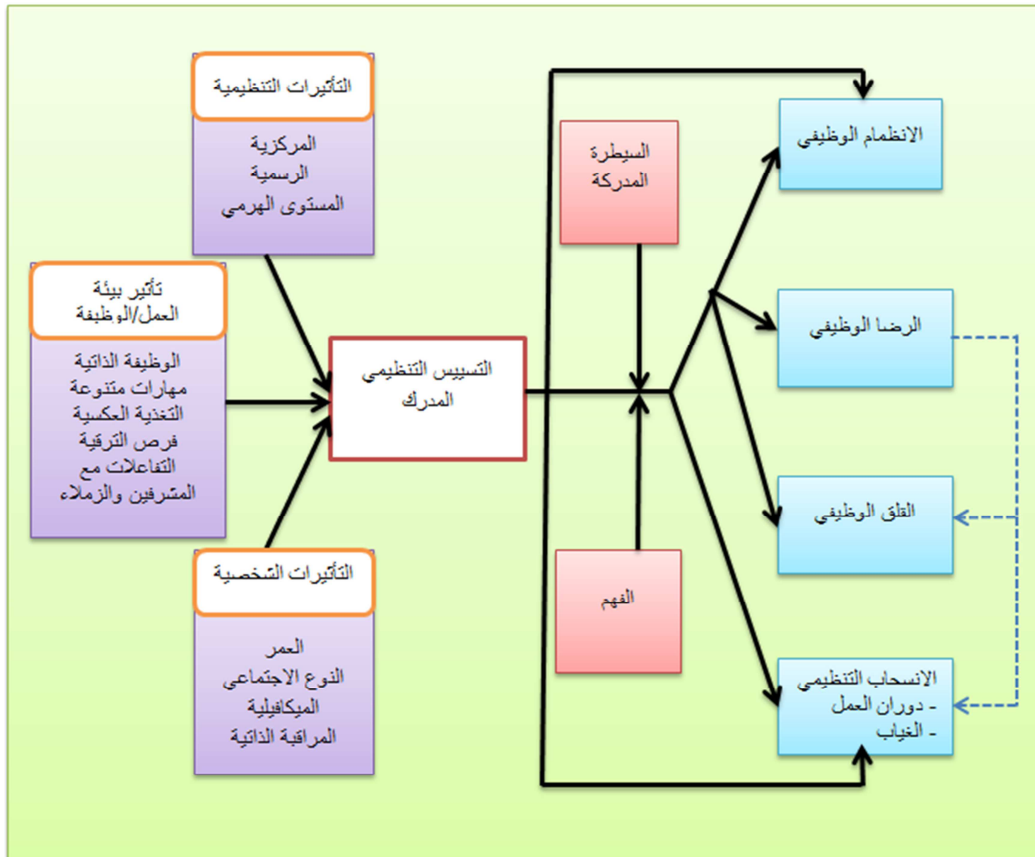 التأثيرات التنظيمية
المركزية
الرسمية
المستوى الهرمي
تأثير بيئة
العمل/الوظيفة
الوظيفة الذاتية
مهارات متنوعة
التغذية العكسية
فرص الترقية
التفاعلات مع
المشرفين والزملاء
التأثيرات الشخصية
العمر
النوع الاجتماعي
الميكافيلية
المراقبة الذاتية
التسييس التنظيمي
المدرك
السيطرة
المدركة
الفهم
الانظمام الوظيفي
الرضا الوظيفي
القلق الوظيفي
الانسحاب التنظيمي
- دوران العمل
- الغياب